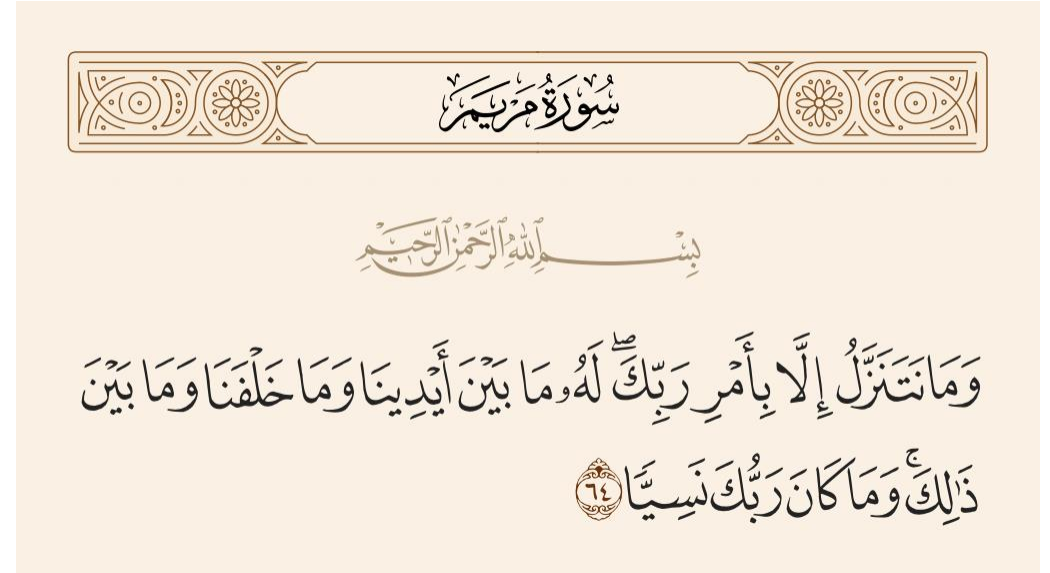 سُورَةُ مَرْيَمَ
بِسْمِ ٱللَّهِ ٱلرَّحْمَٰنِ ٱلرَّحِيمِ
وَمَا نَتَنَزَّلُ إِلَّا بِأَمْرِ رَبِّكَۖ لَهُۥ مَا بَيْنَ أَيْدِينَا وَمَا خَلْفَنَا وَمَا بَيْنَ
ذَٰلِكَۚ وَمَا كَانَ رَبُّكَ نَسِيًّا ٦٤